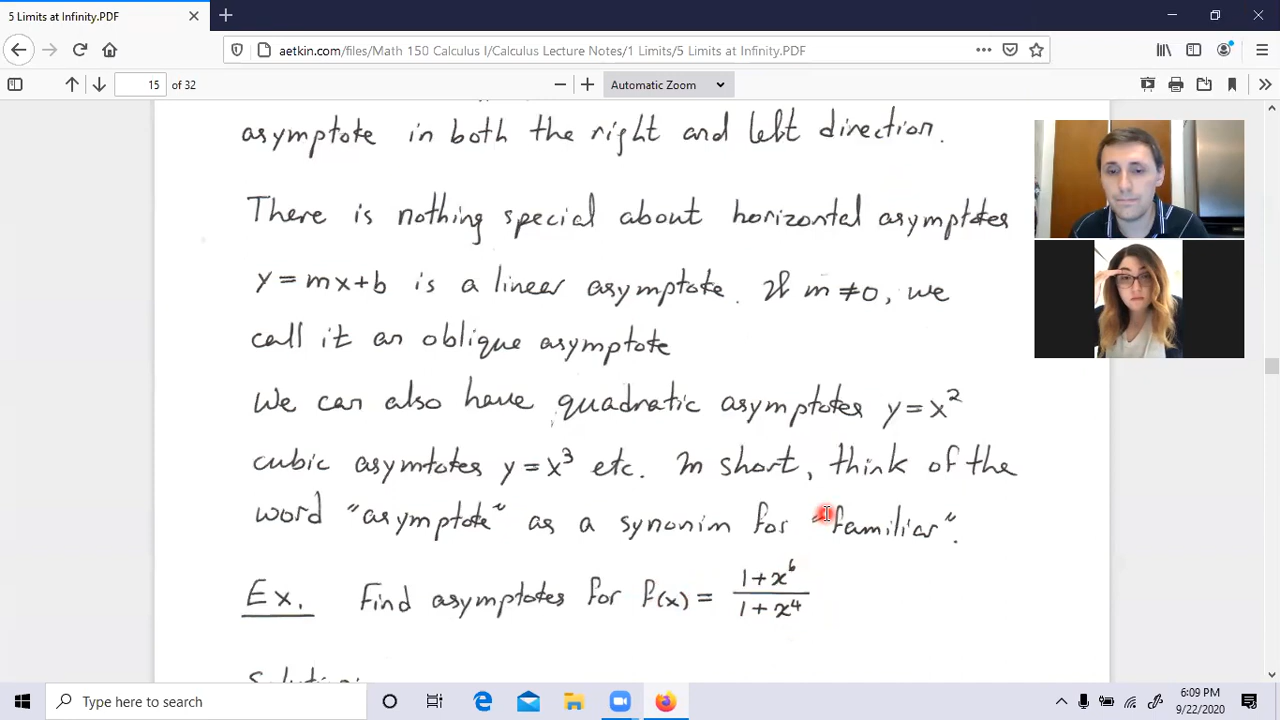 5 Limits at Infinity.PDF
aetkin.com/files/Math 150 Calculus I/Calculus Lecture Notes/1 Limits/5 Limits at Infinity.PDF
15 of 32
Automatic Zoom
asymptote in both the right and left direction.
There is nothing special about horizontal asymptotes
y = mx+b is a linear asymptote. If m ≠ 0, we
call it an oblique asymptote
We can also have quadratic asymptotes y = x²
cubic asymtotes y = x³ etc. In short, think of the
word "asymptote" as a synonim for "familiar".
Ex. Find asymptotes for f(x) = (1+x⁶)/(1+x⁴)
Solution:
Type here to search
6:09 PM
9/22/2020